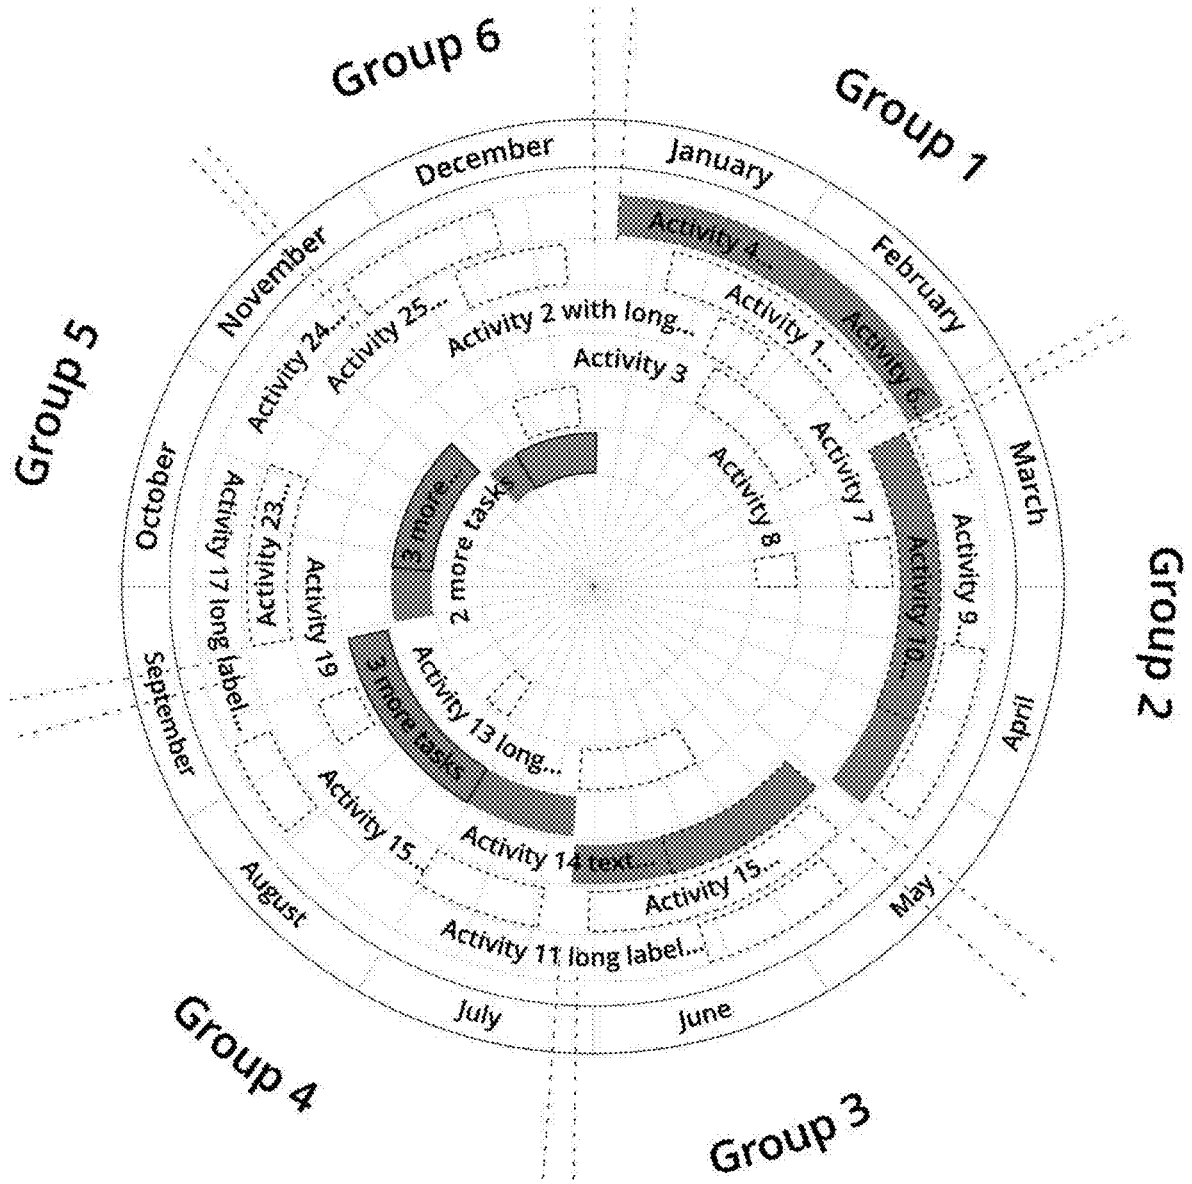 Group 6
Group 1
Group 2
Group 3
Group 4
Group 5
January
February
March
April
May
June
July
August
September
October
November
December
Activity 4...
Activity 6...
Activity 1...
Activity 2 with long...
Activity 3
Activity 7
Activity 8
Activity 9...
Activity 10...
Activity 15...
Activity 14 text...
Activity 11 long label...
Activity 13 long...
3 more tasks
Activity 15...
Activity 17 long label...
Activity 19
Activity 23...
3 more...
2 more tasks
Activity 24...
Activity 25...